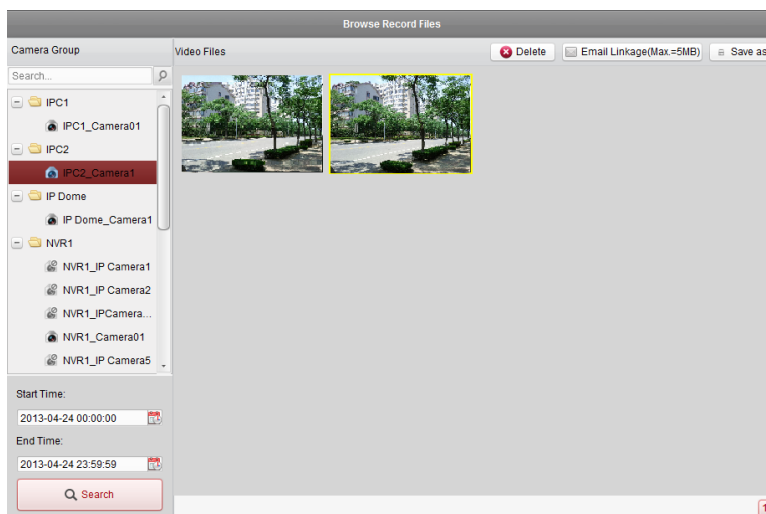 Browse Record Files
Camera Group
Video Files
Delete
Email Linkage(Max.=5MB)
Save as
Search...
IPC1
IPC1_Camera01
IPC2
IPC2_Camera1
IP Dome
IP Dome_Camera1
NVR1
NVR1_IP Camera1
NVR1_IP Camera2
NVR1_IPCamera...
NVR1_Camera01
NVR1_IP Camera5
Start Time:
2013-04-24 00:00:00
End Time:
2013-04-24 23:59:59
Search
1